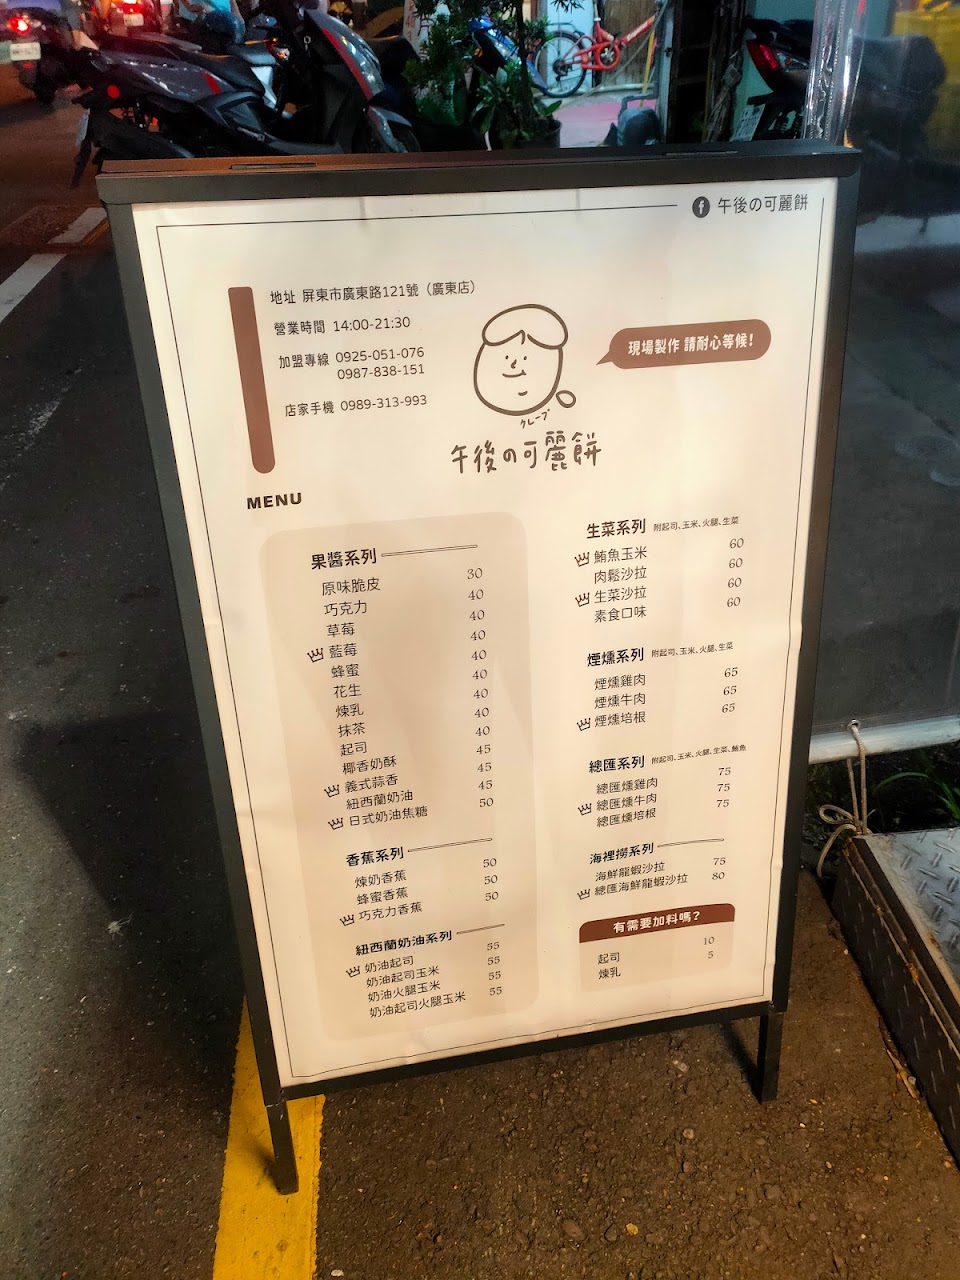 午後の可麗餅
地址 屏東市廣東路121號（廣東店）
營業時間 14:00-21:30
加盟專線 0925-051-076
0987-838-151
店家手機 0989-313-993
現場製作 請耐心等候!
クレープ
午後の可麗餅
MENU
果醬系列
原味脆皮 30
巧克力 40
草莓 40
藍莓 40
蜂蜜 40
花生 40
煉乳 40
抹茶 40
起司 40
椰香奶酥 45
義式蒜香 45
紐西蘭奶油 45
日式奶油焦糖 50
香蕉系列
煉奶香蕉 50
蜂蜜香蕉 50
巧克力香蕉 50
紐西蘭奶油系列
奶油起司 55
奶油起司玉米 55
奶油火腿玉米 55
奶油起司火腿玉米 55
生菜系列 附起司、玉米、火腿、生菜
鮪魚玉米 60
肉鬆沙拉 60
生菜沙拉 60
素食口味 60
煙燻系列 附起司、玉米、火腿、生菜
煙燻雞肉 65
煙燻牛肉 65
煙燻培根 65
總匯系列 附起司、玉米、火腿、生菜、鮪魚
總匯燻雞肉 75
總匯燻牛肉 75
總匯燻培根 75
海裡撈系列
海鮮龍蝦沙拉 75
總匯海鮮龍蝦沙拉 80
有需要加料嗎？
起司 10
煉乳 5